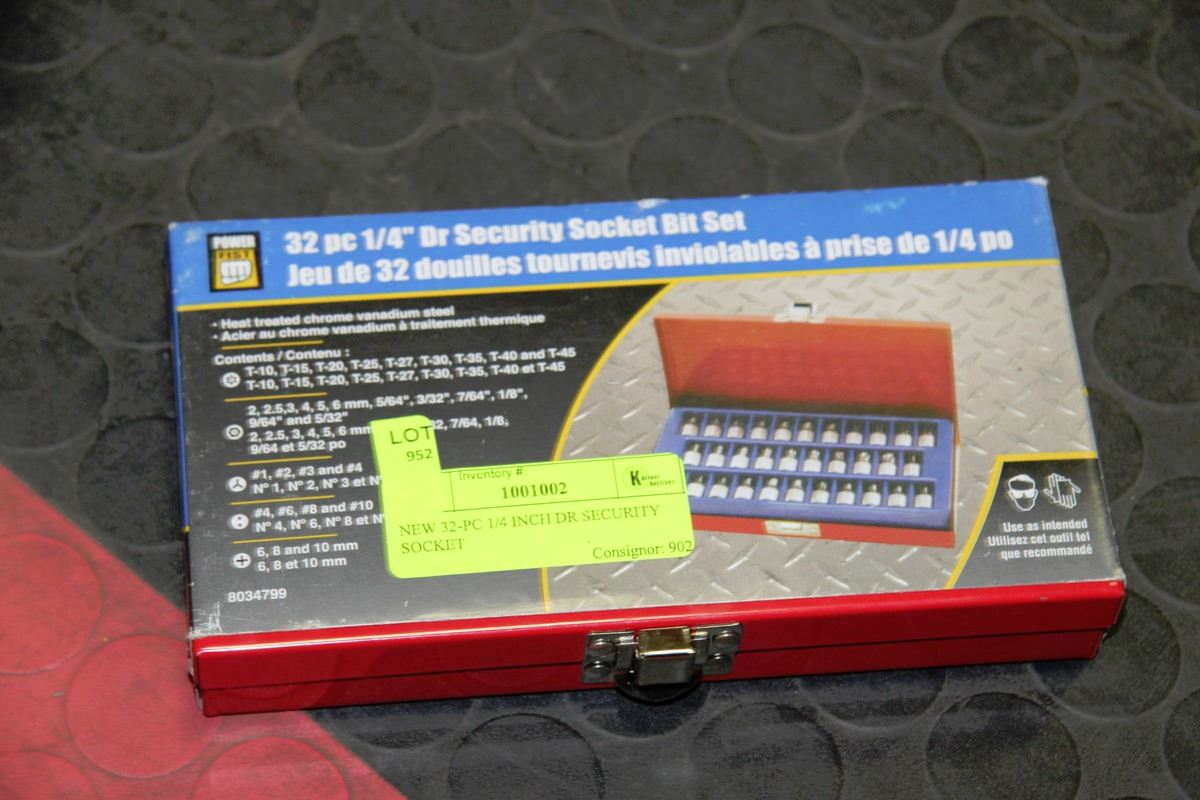 POWER
FIST
32 pc 1/4" Dr Security Socket Bit Set
Jeu de 32 douilles tournevis inviolables à prise de 1/4 po
- Heat treated chrome vanadium steel
- Acier au chrome vanadium à traitement thermique
Contents / Contenu :
T-10, T-15, T-20, T-25, T-27, T-30, T-35, T-40 and T-45
T-10, T-15, T-20, T-25, T-27, T-30, T-35, T-40 et T-45
2, 2.5,3, 4, 5, 6 mm, 5/64", 3/32", 7/64", 1/8",
9/64" and 5/32"
2, 2.5, 3, 4, 5, 6 mm 7/64, 1/8,
9/64 et 5/32 po
#1, #2, #3 and #4
Nº 1, Nº 2, Nº 3 et
#4, #6, #8 and #10
Nº 4, Nº 6, Nº 8 et
6, 8 and 10 mm
6, 8 et 10 mm
8034799
LOT
952
Inventory #
1001002
Kastner
Auctions
NEW 32-PC 1/4 INCH DR SECURITY
SOCKET
Consignor: 902
Use as intended
Utilisez cet outil tel
que recommandé